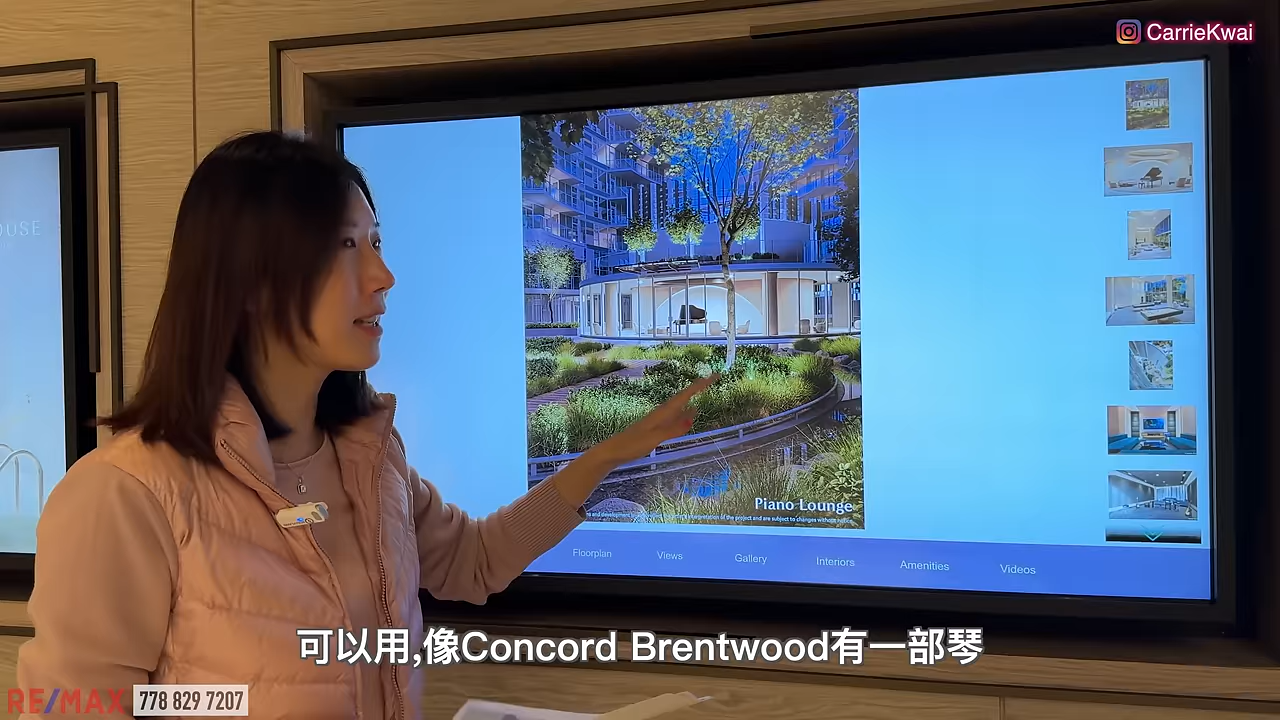 CarrieKwai
OUSE
Piano Lounge
Floorplan
Views
Gallery
Interiors
Amenities
Videos
可以用,像Concord Brentwood有一部琴
RE/MAX
778 829 7207